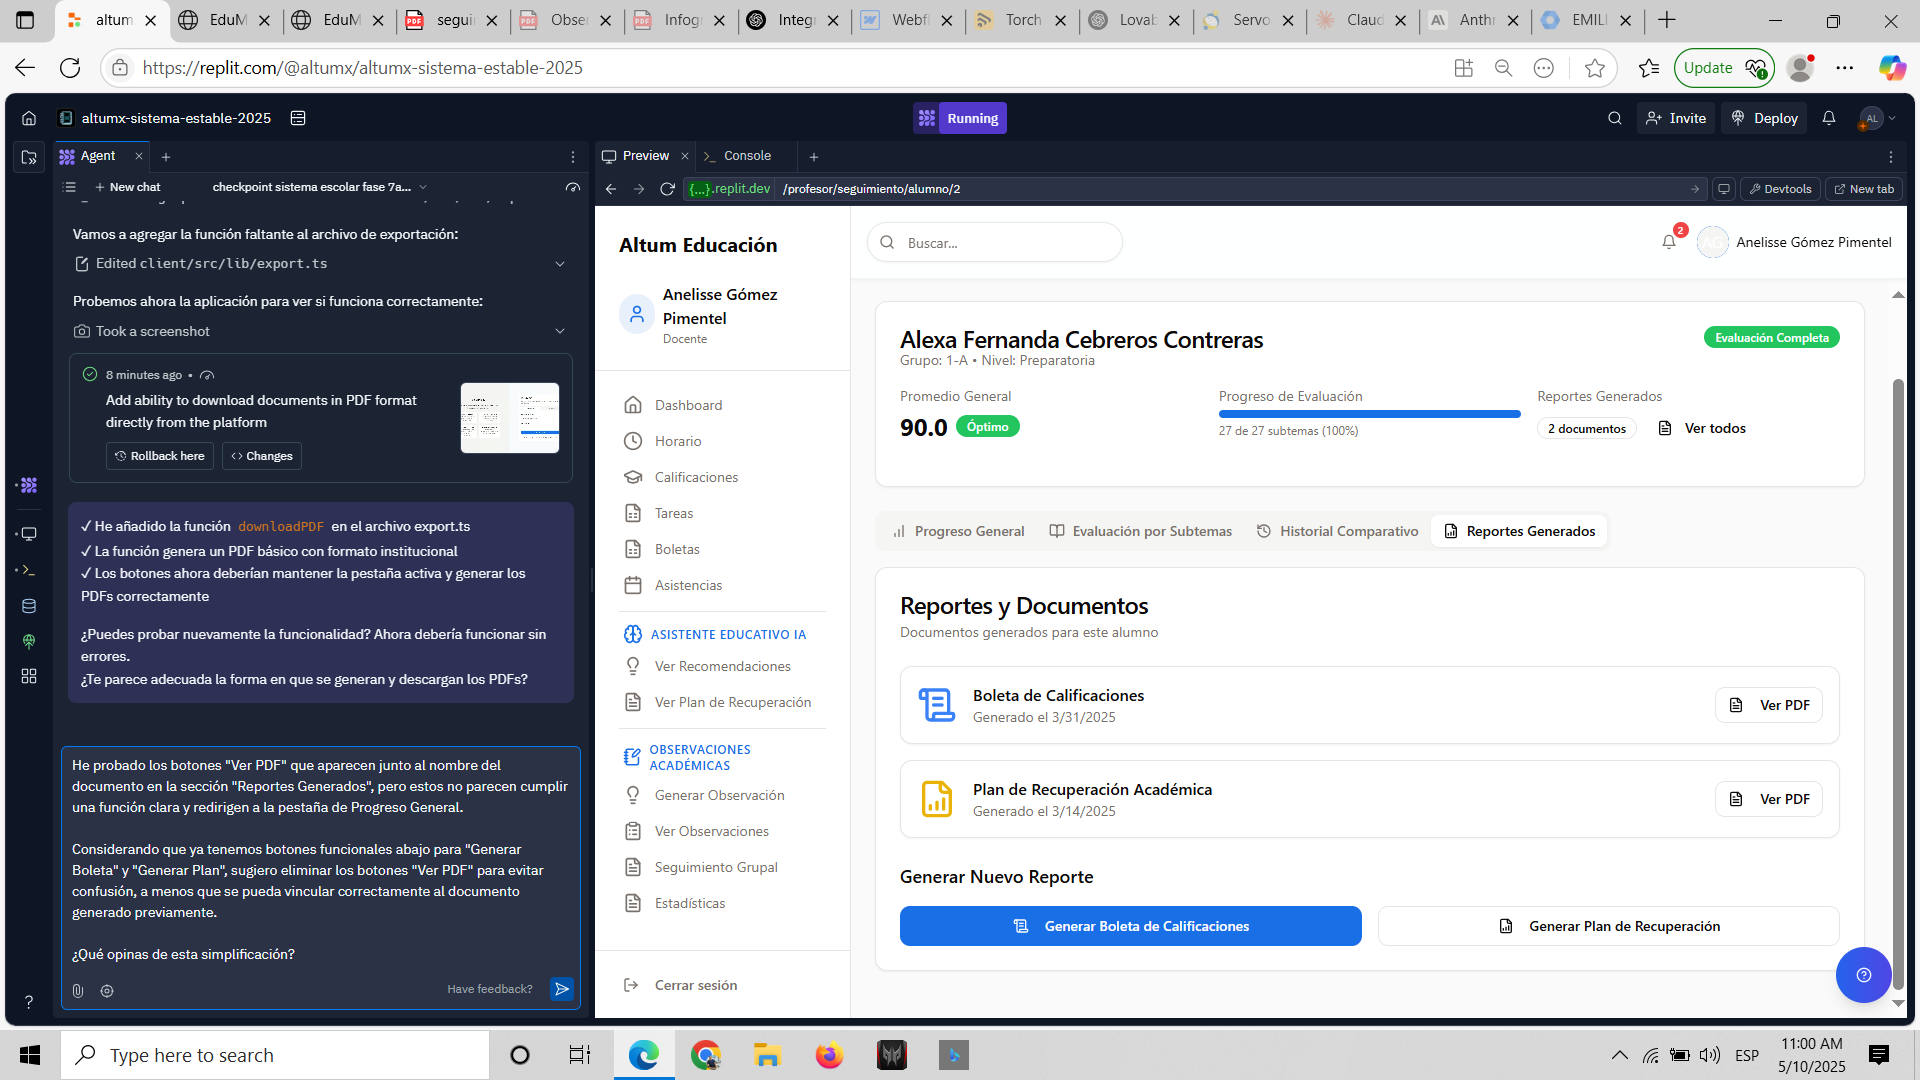 altum
EduM
EduM
seguir
Obser
Infogr
Integr
Webfl
Torch
Lovab
Servo
Claud
Anthr
EMILI
https://replit.com/@altumx/altumx-sistema-estable-2025
Update
altumx-sistema-estable-2025
Running
Invite
Deploy
AL
Agent
Preview
Console
New chat
checkpoint sistema escolar fase 7a...
{...}.replit.dev
/profesor/seguimiento/alumno/2
Devtools
New tab
Vamos a agregar la función faltante al archivo de exportación:
Edited client/src/lib/export.ts
Probemos ahora la aplicación para ver si funciona correctamente:
Took a screenshot
8 minutes ago •
Add ability to download documents in PDF format
directly from the platform
Rollback here
Changes
✓ He añadido la función downloadPDF en el archivo export.ts
✓ La función genera un PDF básico con formato institucional
✓ Los botones ahora deberían mantener la pestaña activa y generar los
PDFs correctamente
¿Puedes probar nuevamente la funcionalidad? Ahora debería funcionar sin
errores.
¿Te parece adecuada la forma en que se generan y descargan los PDFs?
He probado los botones "Ver PDF" que aparecen junto al nombre del
documento en la sección "Reportes Generados", pero estos no parecen cumplir
una función clara y redirigen a la pestaña de Progreso General.
Considerando que ya tenemos botones funcionales abajo para "Generar
Boleta" y "Generar Plan", sugiero eliminar los botones "Ver PDF" para evitar
confusión, a menos que se pueda vincular correctamente al documento
generado previamente.
¿Qué opinas de esta simplificación?
Have feedback?
Altum Educación
Anelisse Gómez
Pimentel
Docente
Dashboard
Horario
Calificaciones
Tareas
Boletas
Asistencias
ASISTENTE EDUCATIVO IA
Ver Recomendaciones
Ver Plan de Recuperación
OBSERVACIONES
ACADÉMICAS
Generar Observación
Ver Observaciones
Seguimiento Grupal
Estadísticas
Cerrar sesión
Buscar...
2
AG
Anelisse Gómez Pimentel
Alexa Fernanda Cebreros Contreras
Evaluación Completa
Grupo: 1-A • Nivel: Preparatoria
Promedio General
90.0 Óptimo
Progreso de Evaluación
27 de 27 subtemas (100%)
Reportes Generados
2 documentos
Ver todos
Progreso General
Evaluación por Subtemas
Historial Comparativo
Reportes Generados
Reportes y Documentos
Documentos generados para este alumno
Boleta de Calificaciones
Generado el 3/31/2025
Ver PDF
Plan de Recuperación Académica
Generado el 3/14/2025
Ver PDF
Generar Nuevo Reporte
Generar Boleta de Calificaciones
Generar Plan de Recuperación
Type here to search
ESP
11:00 AM
5/10/2025